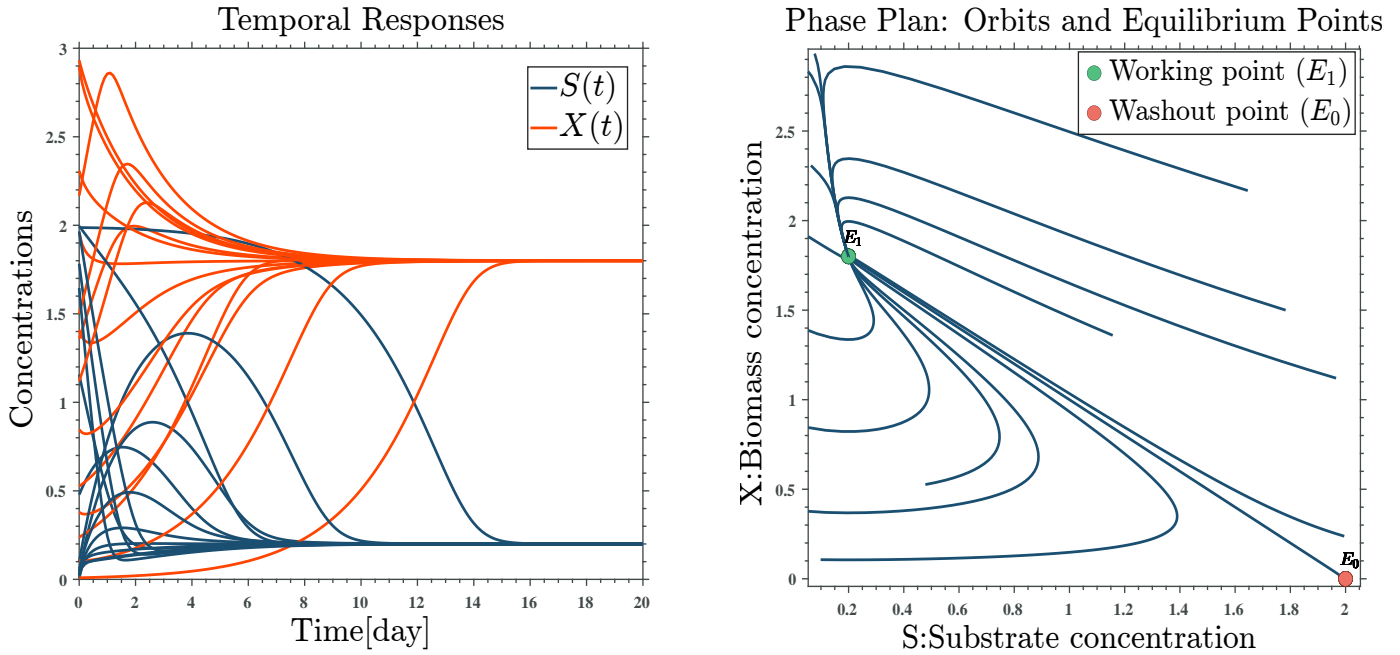 Temporal Responses
3
2.5
2
1.5
1
0.5
0
Concentrations
S(t)
X(t)
0 2 4 6 8 10 12 14 16 18 20
Time[day]
Phase Plan: Orbits and Equilibrium Points
Working point (E1)
Washout point (E0)
2.5
2
1.5
1
0.5
0
X:Biomass concentration
E1
E0
0.2 0.4 0.6 0.8 1 1.2 1.4 1.6 1.8 2
S:Substrate concentration